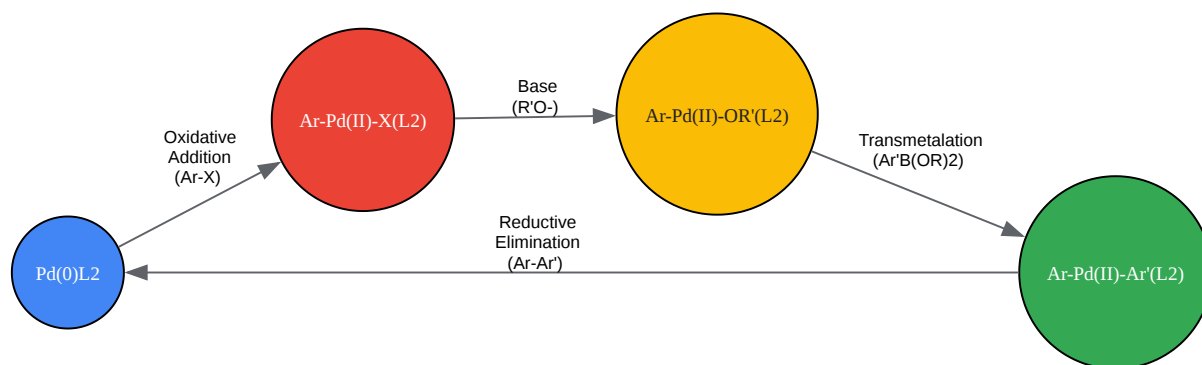 Oxidative
Addition
(Ar-X)
Pd(0)L2
Ar-Pd(II)-X(L2)
Base
(R'O-)
Ar-Pd(II)-OR'(L2)
Transmetalation
(Ar'B(OR)2)
Ar-Pd(II)-Ar'(L2)
Reductive
Elimination
(Ar-Ar')